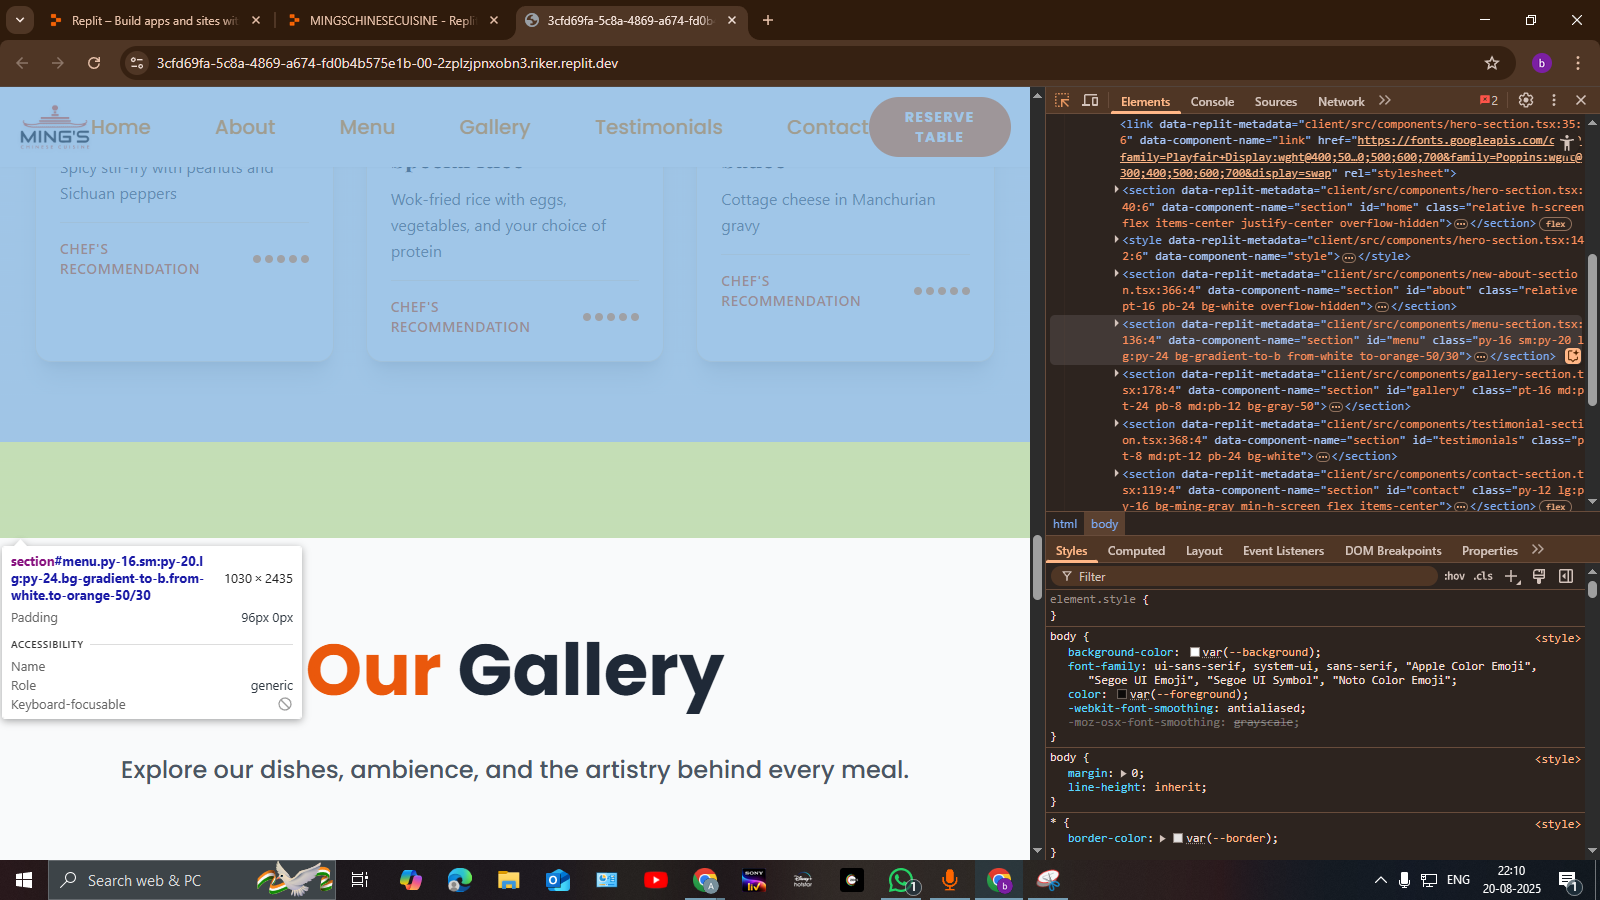 Replit – Build apps and sites wit
MINGSCHINESECUISINE - Repli
3cfd69fa-5c8a-4869-a674-fd0b
3cfd69fa-5c8a-4869-a674-fd0b4b575e1b-00-2zplzjpnxobn3.riker.replit.dev
b
MING'S
CHINESE CUISINE
Home
About
Menu
Gallery
Testimonials
Contact
RESERVE
TABLE
Spicy stir-fry with peanuts and
Sichuan peppers
CHEF'S
RECOMMENDATION
Wok-fried rice with eggs,
vegetables, and your choice of
protein
CHEF'S
RECOMMENDATION
Cottage cheese in Manchurian
gravy
CHEF'S
RECOMMENDATION
section#menu.py-16.sm:py-20.l
g:py-24.bg-gradient-to-b.from-
white.to-orange-50/30
1030 × 2435
Padding
96px 0px
ACCESSIBILITY
Name
Role
generic
Keyboard-focusable
Our Gallery
Explore our dishes, ambience, and the artistry behind every meal.
Elements
Console
Sources
Network
2
<link data-replit-metadata="client/src/components/hero-section.tsx:35:
6" data-component-name="link" href="https://fonts.googleapis.com/c
family=Playfair+Display:wght@400;50…0;500;600;700&family=Poppins:wght@
300;400;500;600;700&display=swap" rel="stylesheet">
<section data-replit-metadata="client/src/components/hero-section.tsx:
40:6" data-component-name="section" id="home" class="relative h-screen
flex items-center justify-center overflow-hidden">…</section> flex
<style data-replit-metadata="client/src/components/hero-section.tsx:14
2:6" data-component-name="style">…</style>
<section data-replit-metadata="client/src/components/new-about-sectio
n.tsx:366:4" data-component-name="section" id="about" class="relative
pt-16 pb-24 bg-white overflow-hidden">…</section>
<section data-replit-metadata="client/src/components/menu-section.tsx:
136:4" data-component-name="section" id="menu" class="py-16 sm:py-20 l
g:py-24 bg-gradient-to-b from-white to-orange-50/30">…</section>
<section data-replit-metadata="client/src/components/gallery-section.t
sx:178:4" data-component-name="section" id="gallery" class="pt-16 md:p
t-24 pb-8 md:pb-12 bg-gray-50">…</section>
<section data-replit-metadata="client/src/components/testimonial-secti
on.tsx:368:4" data-component-name="section" id="testimonials" class="p
t-8 md:pt-12 pb-24 bg-white">…</section>
<section data-replit-metadata="client/src/components/contact-section.t
sx:119:4" data-component-name="section" id="contact" class="py-12 lg:p
y-16 bg-ming-gray min-h-screen flex items-center">…</section> flex
html
body
Styles
Computed
Layout
Event Listeners
DOM Breakpoints
Properties
Filter
:hov
.cls
element.style {
}
body {
<style>
background-color: var(--background);
font-family: ui-sans-serif, system-ui, sans-serif, "Apple Color Emoji",
"Segoe UI Emoji", "Segoe UI Symbol", "Noto Color Emoji";
color: var(--foreground);
-webkit-font-smoothing: antialiased;
-moz-osx-font-smoothing: grayscale;
}
body {
<style>
margin: 0;
line-height: inherit;
}
* {
<style>
border-color: var(--border);
}
Search web & PC
A
SONY
liv
1
b
ENG
22:10
20-08-2025
1